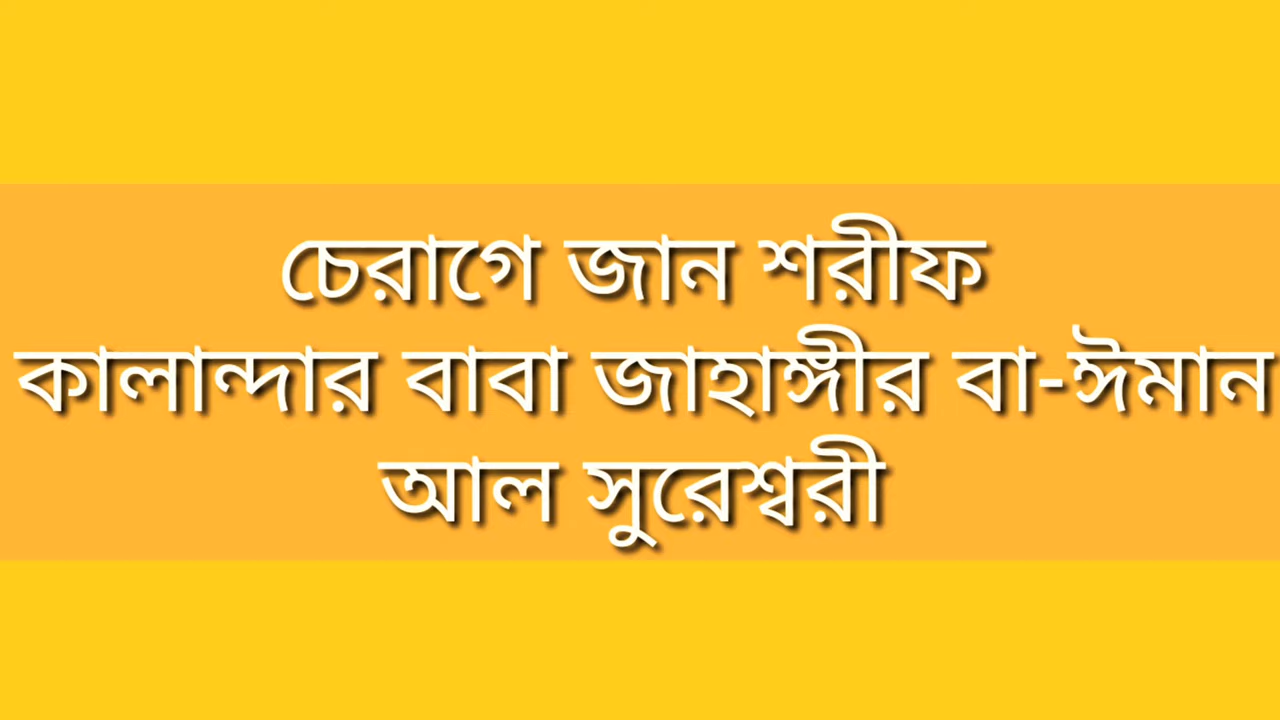 চেরাগে জান শরীফ
কালান্দার বাবা জাহাঙ্গীর বা-ঈমান
আল সুরেশ্বরী